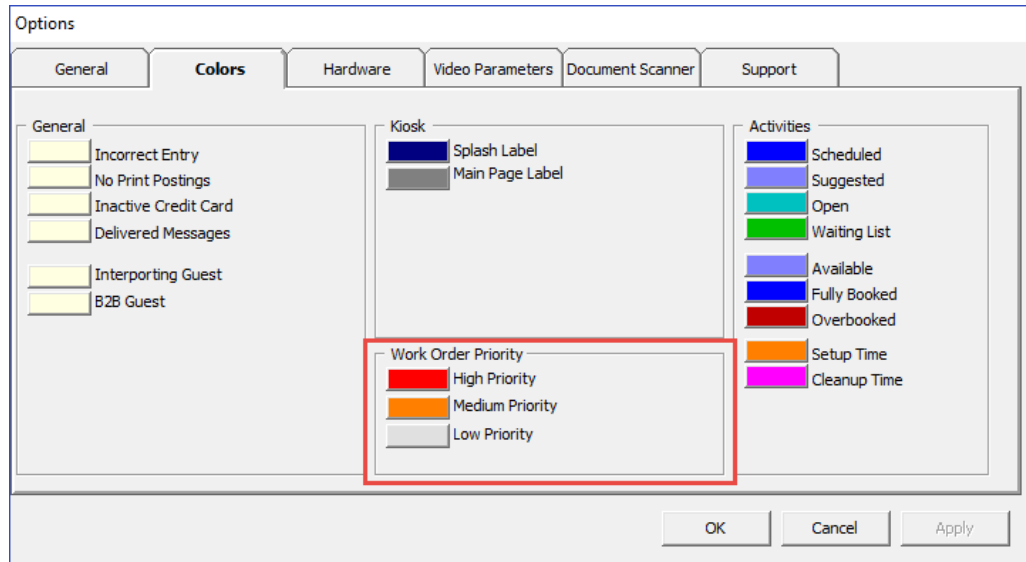 Options
General
Colors
Hardware
Video Parameters
Document Scanner
Support
General
Incorrect Entry
No Print Postings
Inactive Credit Card
Delivered Messages
Interporting Guest
B2B Guest
Kiosk
Splash Label
Main Page Label
Work Order Priority
High Priority
Medium Priority
Low Priority
Activities
Scheduled
Suggested
Open
Waiting List
Available
Fully Booked
Overbooked
Setup Time
Cleanup Time
OK
Cancel
Apply